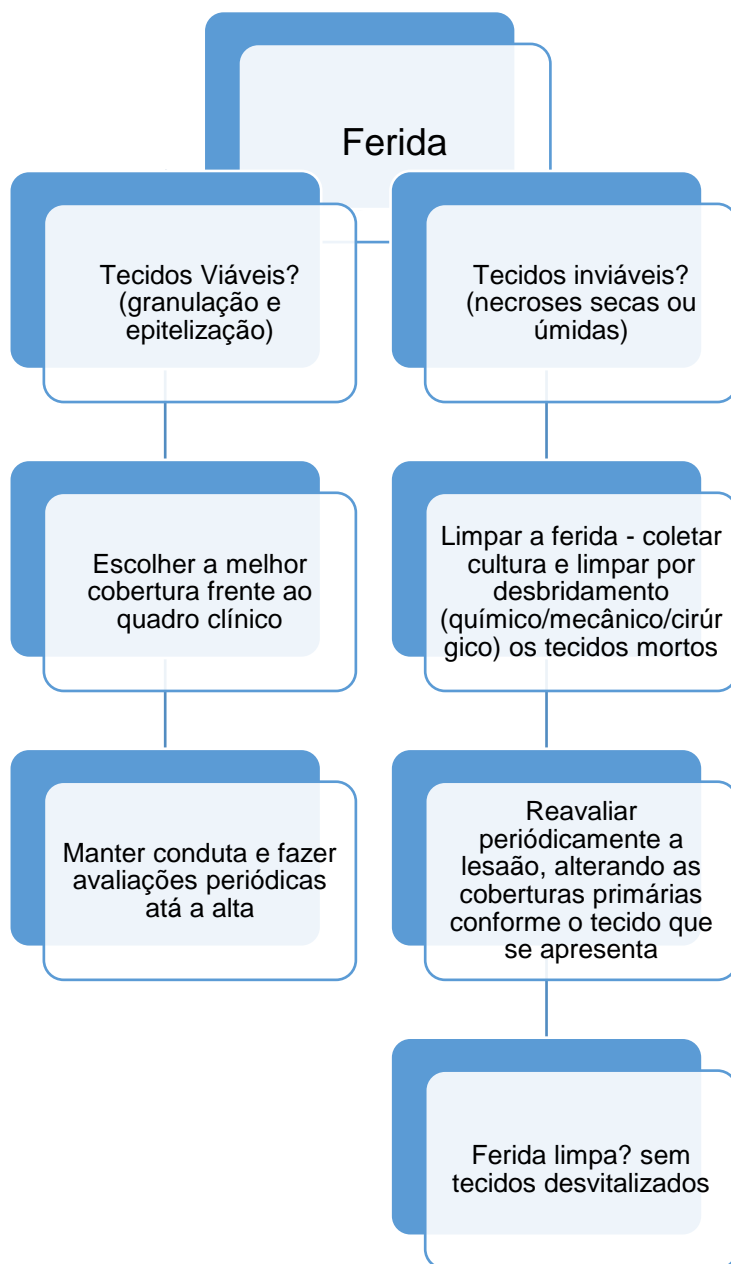 Ferida
Tecidos Viáveis?
(granulação e
epitelização)
Tecidos inviáveis?
(necroses secas ou
úmidas)
Escolher a melhor
cobertura frente ao
quadro clínico
Limpar a ferida - coletar
cultura e limpar por
desbridamento
(químico/mecânico/cirúr
gico) os tecidos mortos
Manter conduta e fazer
avaliações periódicas
atá a alta
Reavaliar
periódicamente a
lesaão, alterando as
coberturas primárias
conforme o tecido que
se apresenta
Ferida limpa? sem
tecidos desvitalizados